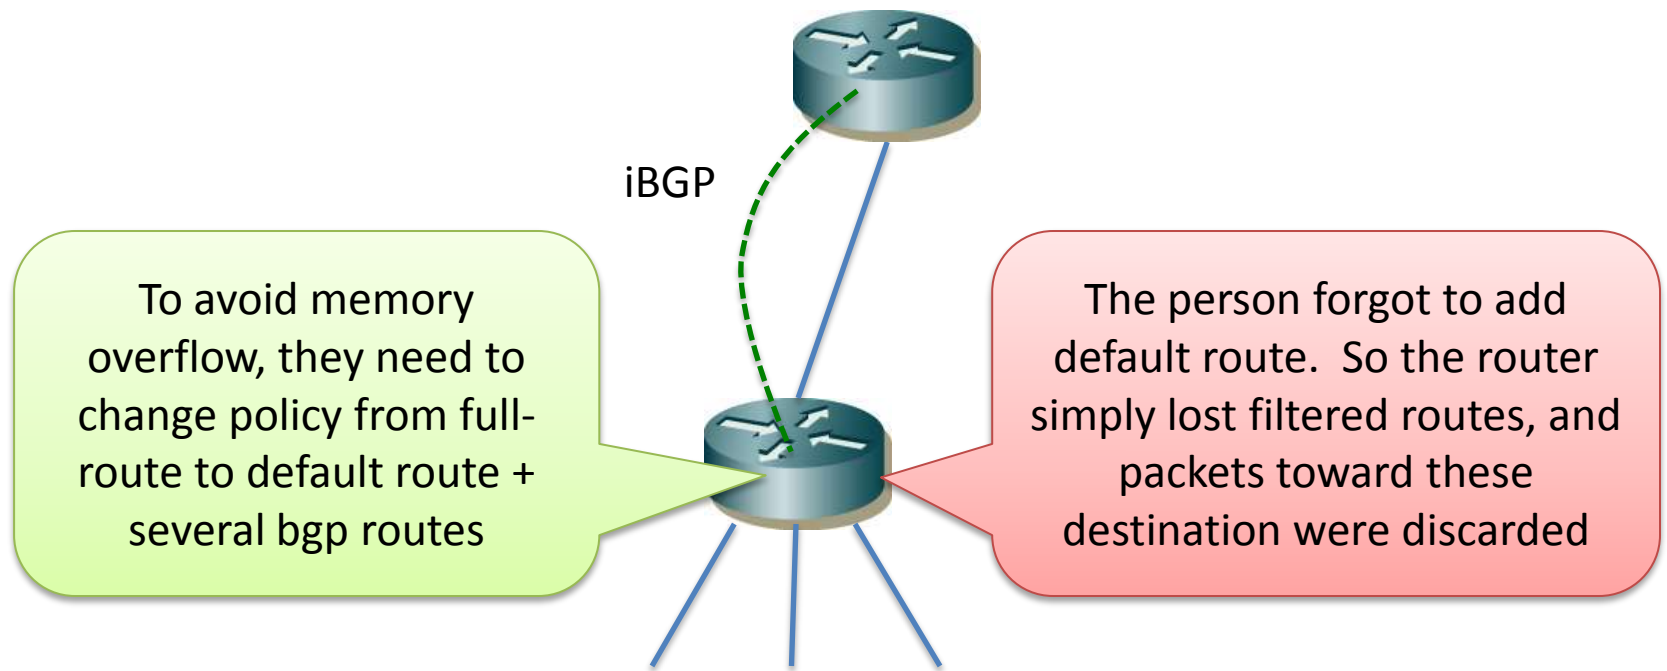 iBGP
To avoid memory
overflow, they need to
change policy from full-
route to default route +
several bgp routes
The person forgot to add
default route.  So the router
simply lost filtered routes, and
packets toward these
destination were discarded